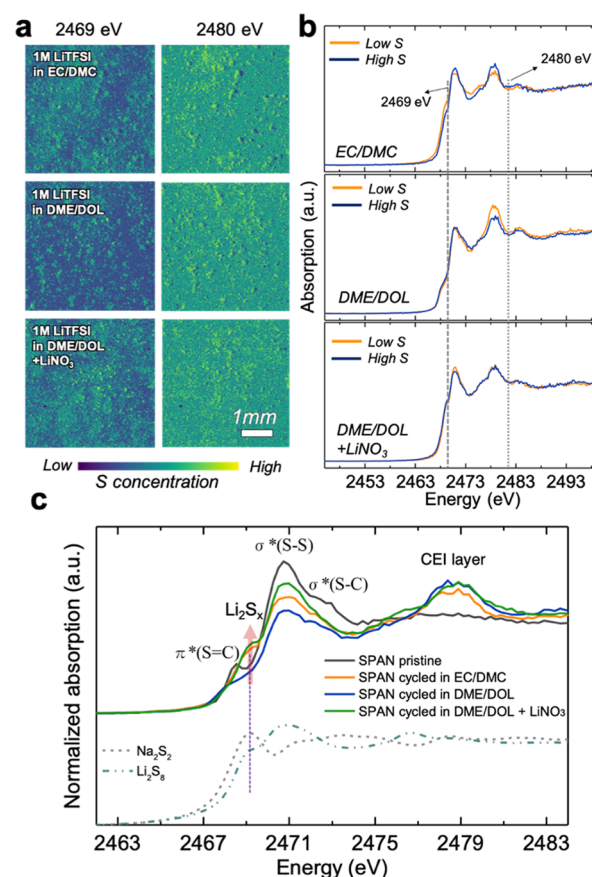 a
2469 eV 2480 eV
1M LiTFSI
in EC/DMC
1M LiTFSI
in DME/DOL
1M LiTFSI
in DME/DOL
+LiNO₃
1mm
Low High
S concentration
b
Low S
High S
2480 eV
2469 eV
EC/DMC
Low S
High S
DME/DOL
Low S
High S
DME/DOL
+LiNO₃
Absorption (a.u.)
2453 2463 2473 2483 2493
Energy (eV)
c
σ*(S-S)
CEI layer
σ*(S-C)
Li₂Sₓ
π*(S=C)
SPAN pristine
SPAN cycled in EC/DMC
SPAN cycled in DME/DOL
SPAN cycled in DME/DOL + LiNO₃
Na₂S₂
Li₂S₈
Normalized absorption (a.u.)
2463 2467 2471 2475 2479 2483
Energy (eV)